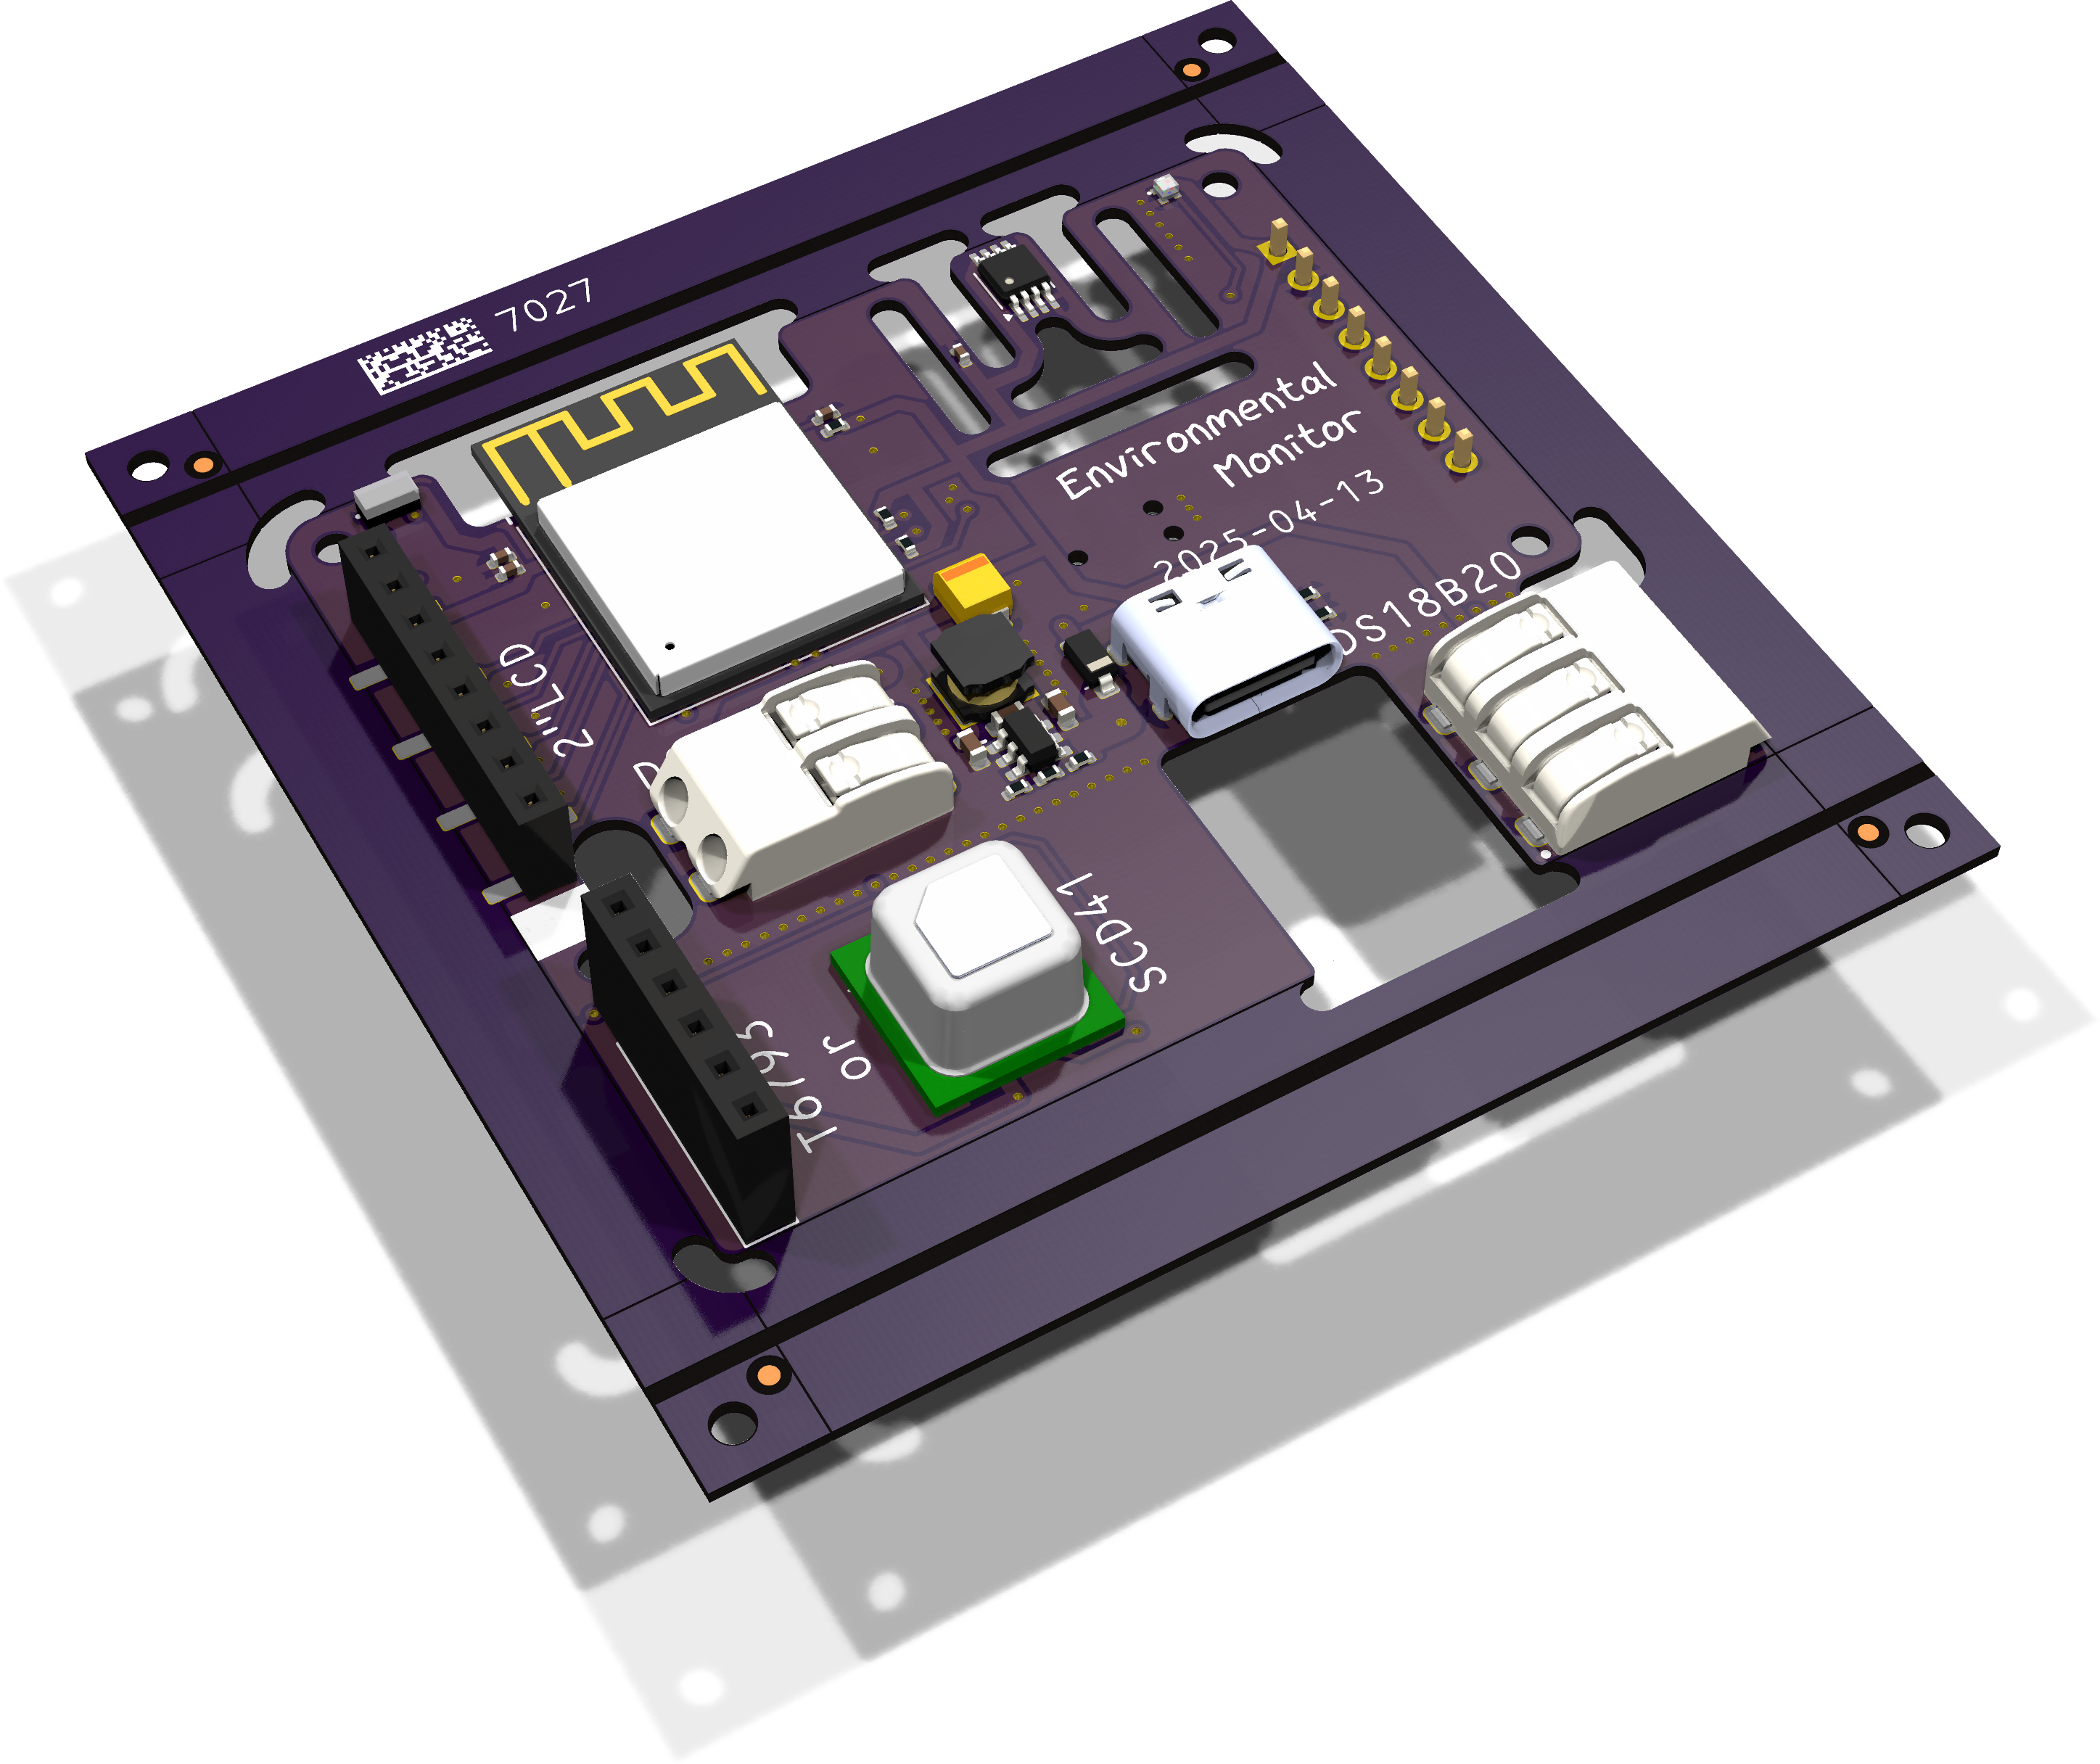 7027
Environmental
Monitor
2025-04-13
DS18B20
2"LCD
SCD41
or
T6793